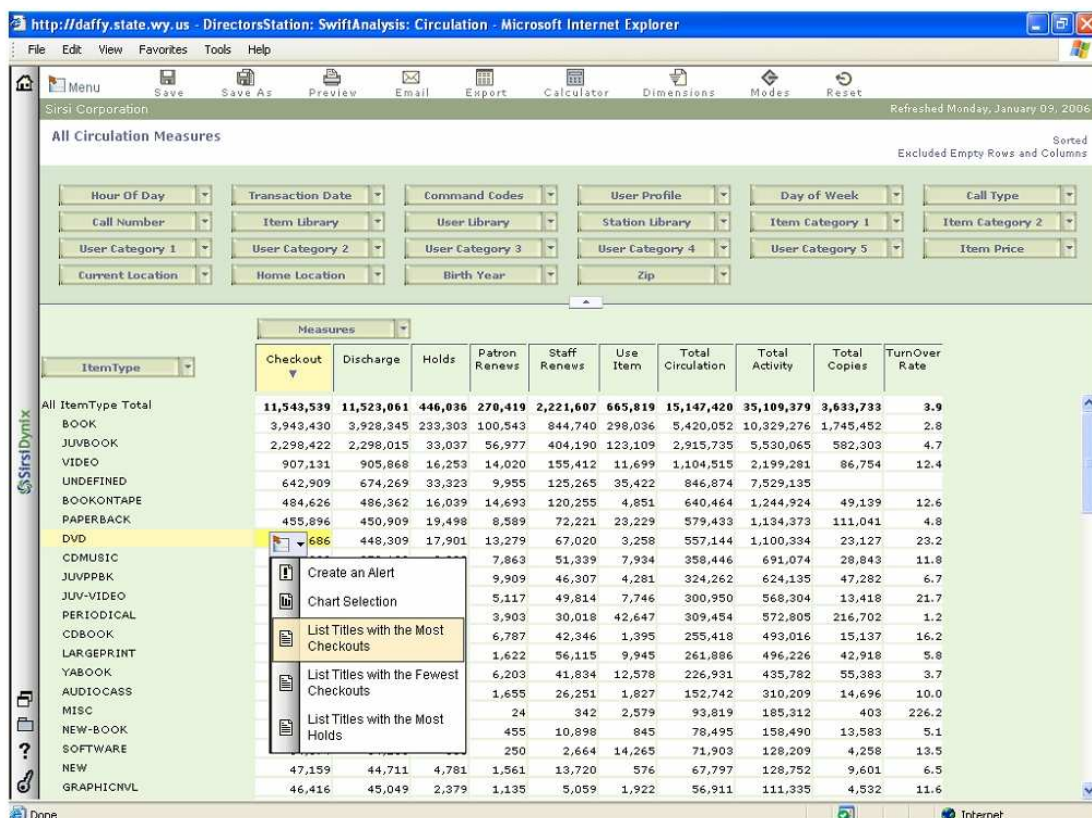 http://daffy.state.wy.us - DirectorsStation: SwiftAnalysis: Circulation - Microsoft Internet Explorer
File Edit View Favorites Tools Help
Menu Save Save As Preview Email Export Calculator Dimensions Modes Reset
Sirsi Corporation Refreshed Monday, January 09, 2006
All Circulation Measures
Sorted
Excluded Empty Rows and Columns
Hour Of Day Transaction Date Command Codes User Profile Day of Week Call Type
Call Number Item Library User Library Station Library Item Category 1 Item Category 2
User Category 1 User Category 2 User Category 3 User Category 4 User Category 5 Item Price
Current Location Home Location Birth Year Zip
Measures
ItemType Checkout Discharge Holds Patron Renews Staff Renews Use Item Total Circulation Total Activity Total Copies TurnOver Rate
All ItemType Total 11,543,539 11,523,061 446,036 270,419 2,221,607 665,819 15,147,420 35,109,379 3,633,733 3.9
BOOK 3,943,430 3,928,345 233,303 100,543 844,740 298,036 5,420,052 10,329,276 1,745,452 2.8
JUVBOOK 2,298,422 2,298,015 33,037 56,977 404,190 123,109 2,915,735 5,530,065 582,303 4.7
VIDEO 907,131 905,868 16,253 14,020 155,412 11,699 1,104,515 2,199,281 86,754 12.4
UNDEFINED 642,909 674,269 33,323 9,955 125,265 35,422 846,874 7,529,135
BOOKONTAPE 484,626 486,362 16,039 14,693 120,255 4,851 640,464 1,244,924 49,139 12.6
PAPERBACK 455,896 450,909 19,498 8,589 72,221 23,229 579,433 1,134,373 111,041 4.8
DVD 686 448,309 17,901 13,279 67,020 3,258 557,144 1,100,334 23,127 23.2
CDMUSIC 7,863 51,339 7,934 358,446 691,074 28,843 11.8
JUVPPBK 9,909 46,307 4,281 324,262 624,135 47,282 6.7
JUV-VIDEO 5,117 49,814 7,746 300,950 568,304 13,418 21.7
PERIODICAL 3,903 30,018 42,647 309,454 572,805 216,702 1.2
CDBOOK 6,787 42,346 1,395 255,418 493,016 15,137 16.2
LARGEPRINT 1,622 56,115 9,945 261,886 496,226 42,918 5.8
YABOOK 6,203 41,834 12,578 226,931 435,782 55,383 3.7
AUDIOCASS 1,655 26,251 1,827 152,742 310,209 14,696 10.0
MISC 24 342 2,579 93,819 185,312 403 226.2
NEW-BOOK 455 10,898 845 78,495 158,490 13,583 5.1
SOFTWARE 250 2,664 14,265 71,903 128,209 4,258 13.5
NEW 47,159 44,711 4,781 1,561 13,720 576 67,797 128,752 9,601 6.5
GRAPHICNVL 46,416 45,049 2,379 1,135 5,059 1,922 56,911 111,335 4,532 11.6
Create an Alert
Chart Selection
List Titles with the Most
Checkouts
List Titles with the Fewest
Checkouts
List Titles with the Most
Holds
SirsiDynix
Done Internet